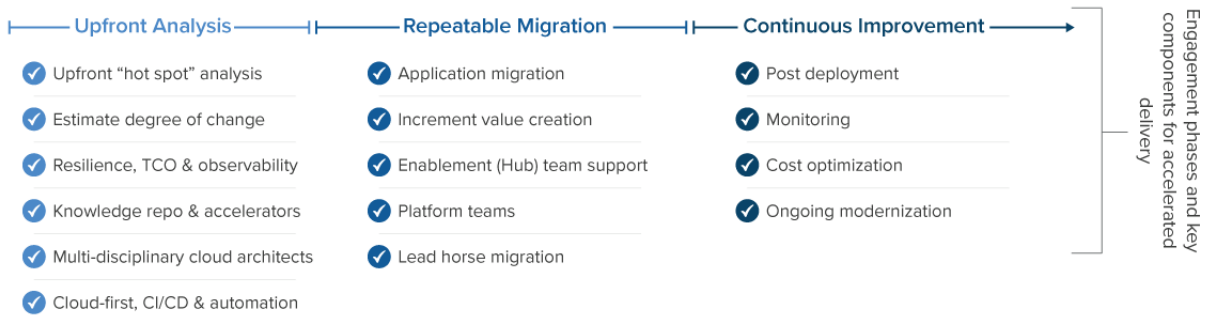 Upfront Analysis
Upfront “hot spot” analysis
Estimate degree of change
Resilience, TCO & observability
Knowledge repo & accelerators
Multi-disciplinary cloud architects
Cloud-first, CI/CD & automation
Repeatable Migration
Application migration
Increment value creation
Enablement (Hub) team support
Platform teams
Lead horse migration
Continuous Improvement
Post deployment
Monitoring
Cost optimization
Ongoing modernization
Engagement phases and key
components for accelerated
delivery